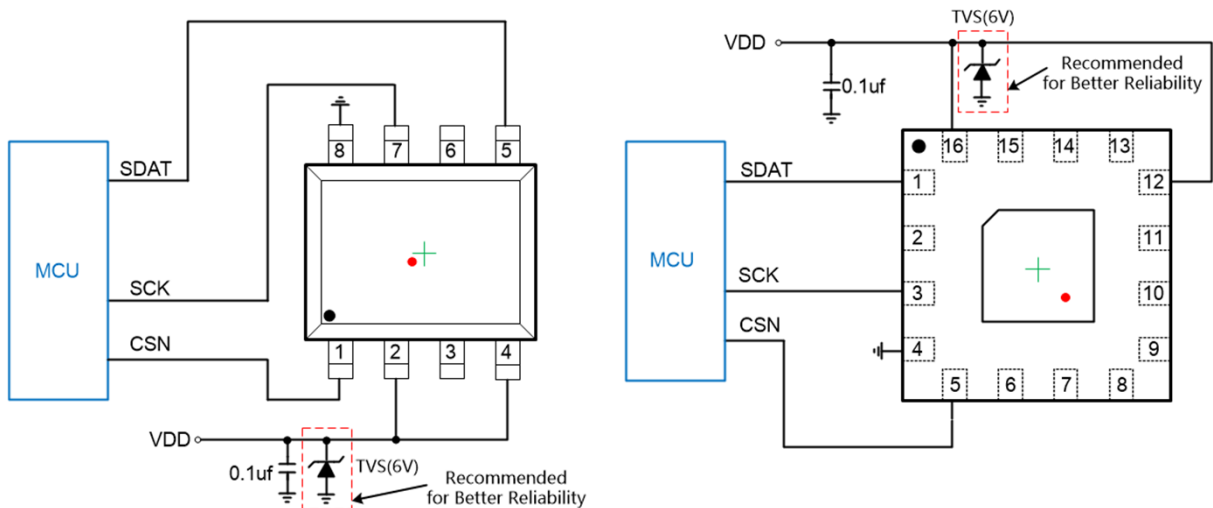 SDAT
MCU
SCK
CSN
8
7
6
5
1
2
3
4
VDD
0.1uf
TVS(6V)
Recommended
for Better Reliability
TVS(6V)
VDD
0.1uf
Recommended
for Better Reliability
MCU
SDAT
SCK
CSN
16
15
14
13
1
2
3
4
12
11
10
9
5
6
7
8